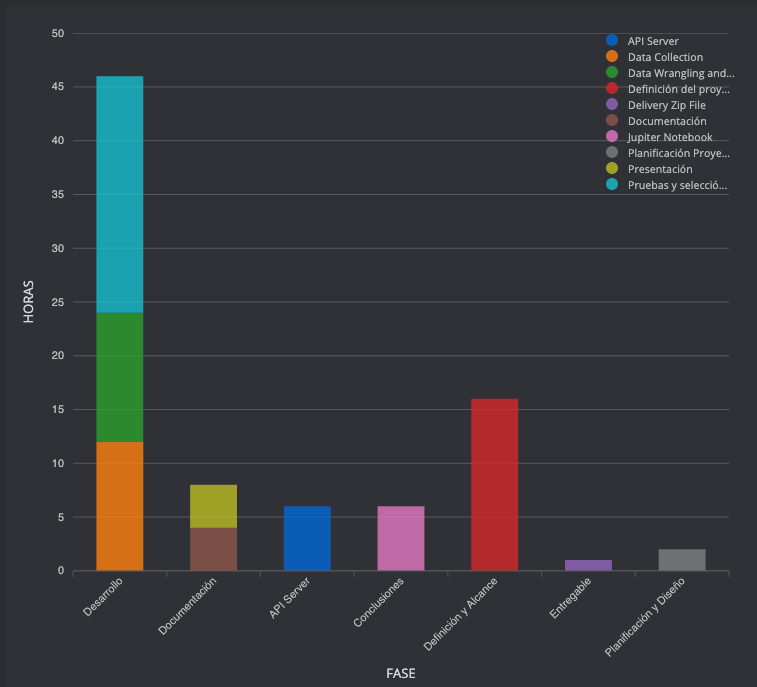 50
45
40
35
30
25
20
15
10
5
0
HORAS
API Server
Data Collection
Data Wrangling and...
Definición del proy...
Delivery Zip File
Documentación
Jupiter Notebook
Planificación Proye...
Presentación
Pruebas y selecció...
Desarrollo
Documentación
API Server
Conclusiones
Definición y Alcance
Entregable
Planificación y Diseño
FASE